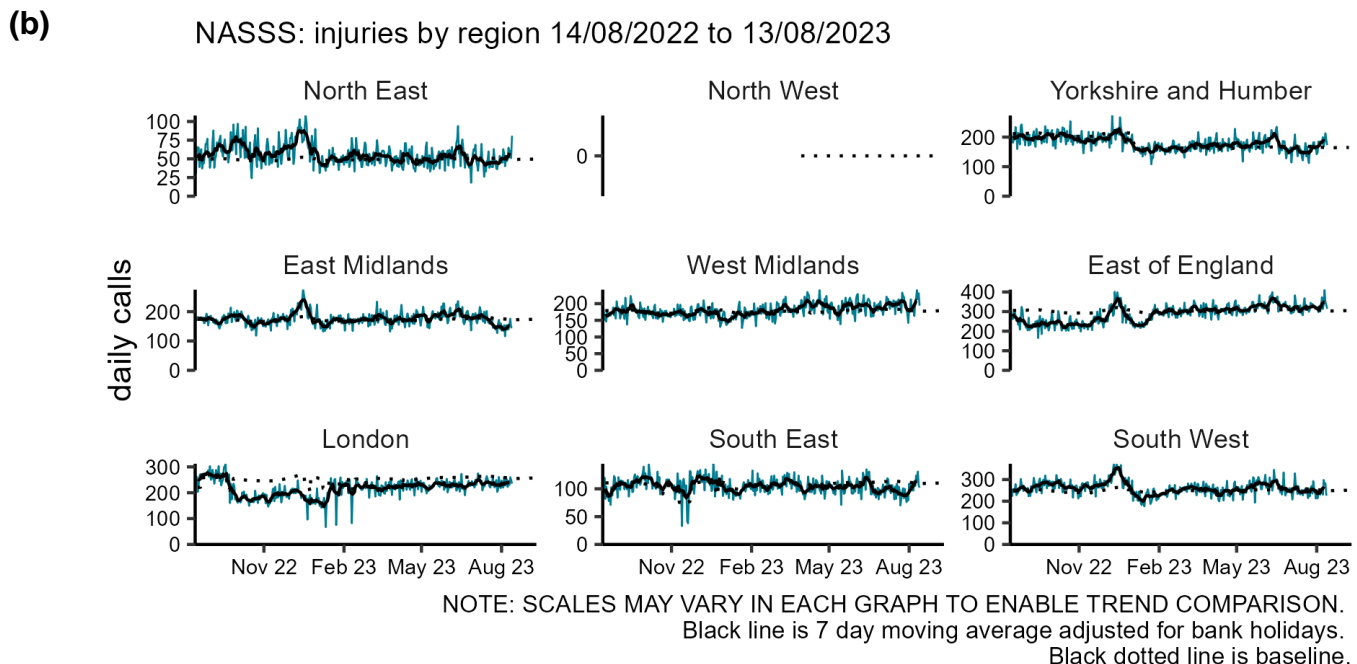 (b)
NASSS: injuries by region 14/08/2022 to 13/08/2023
North East
North West
Yorkshire and Humber
100
75
50
25
0
0
200
100
0
East Midlands
West Midlands
East of England
daily calls
200
100
0
200
150
100
50
0
400
300
200
100
0
London
South East
South West
300
200
100
0
100
50
0
300
200
100
0
Nov 22 Feb 23 May 23 Aug 23
Nov 22 Feb 23 May 23 Aug 23
Nov 22 Feb 23 May 23 Aug 23
NOTE: SCALES MAY VARY IN EACH GRAPH TO ENABLE TREND COMPARISON.
Black line is 7 day moving average adjusted for bank holidays.
Black dotted line is baseline.